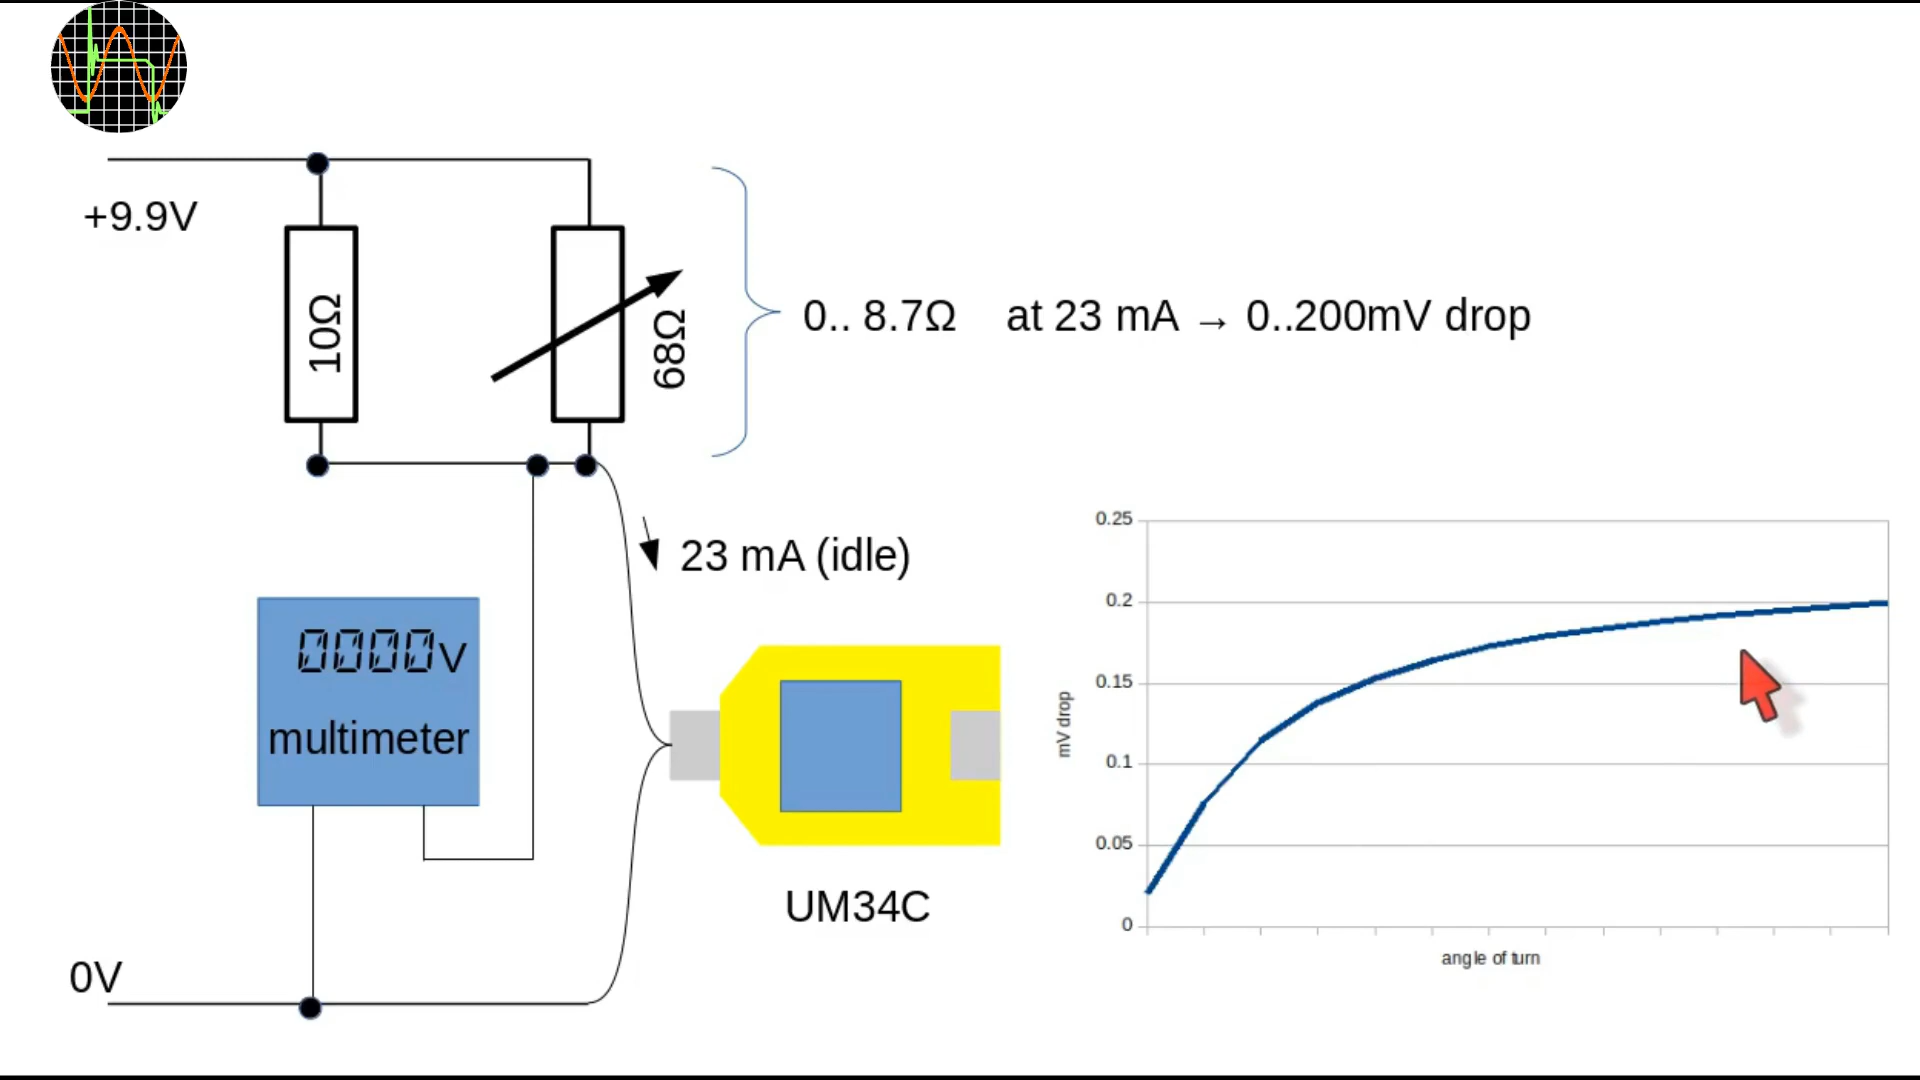 +9.9V
10Ω
68Ω
0.. 8.7Ω at 23 mA → 0..200mV drop
23 mA (idle)
0000V
multimeter
UM34C
0V
0.25
0.2
0.15
0.1
0.05
0
mV drop
angle of turn